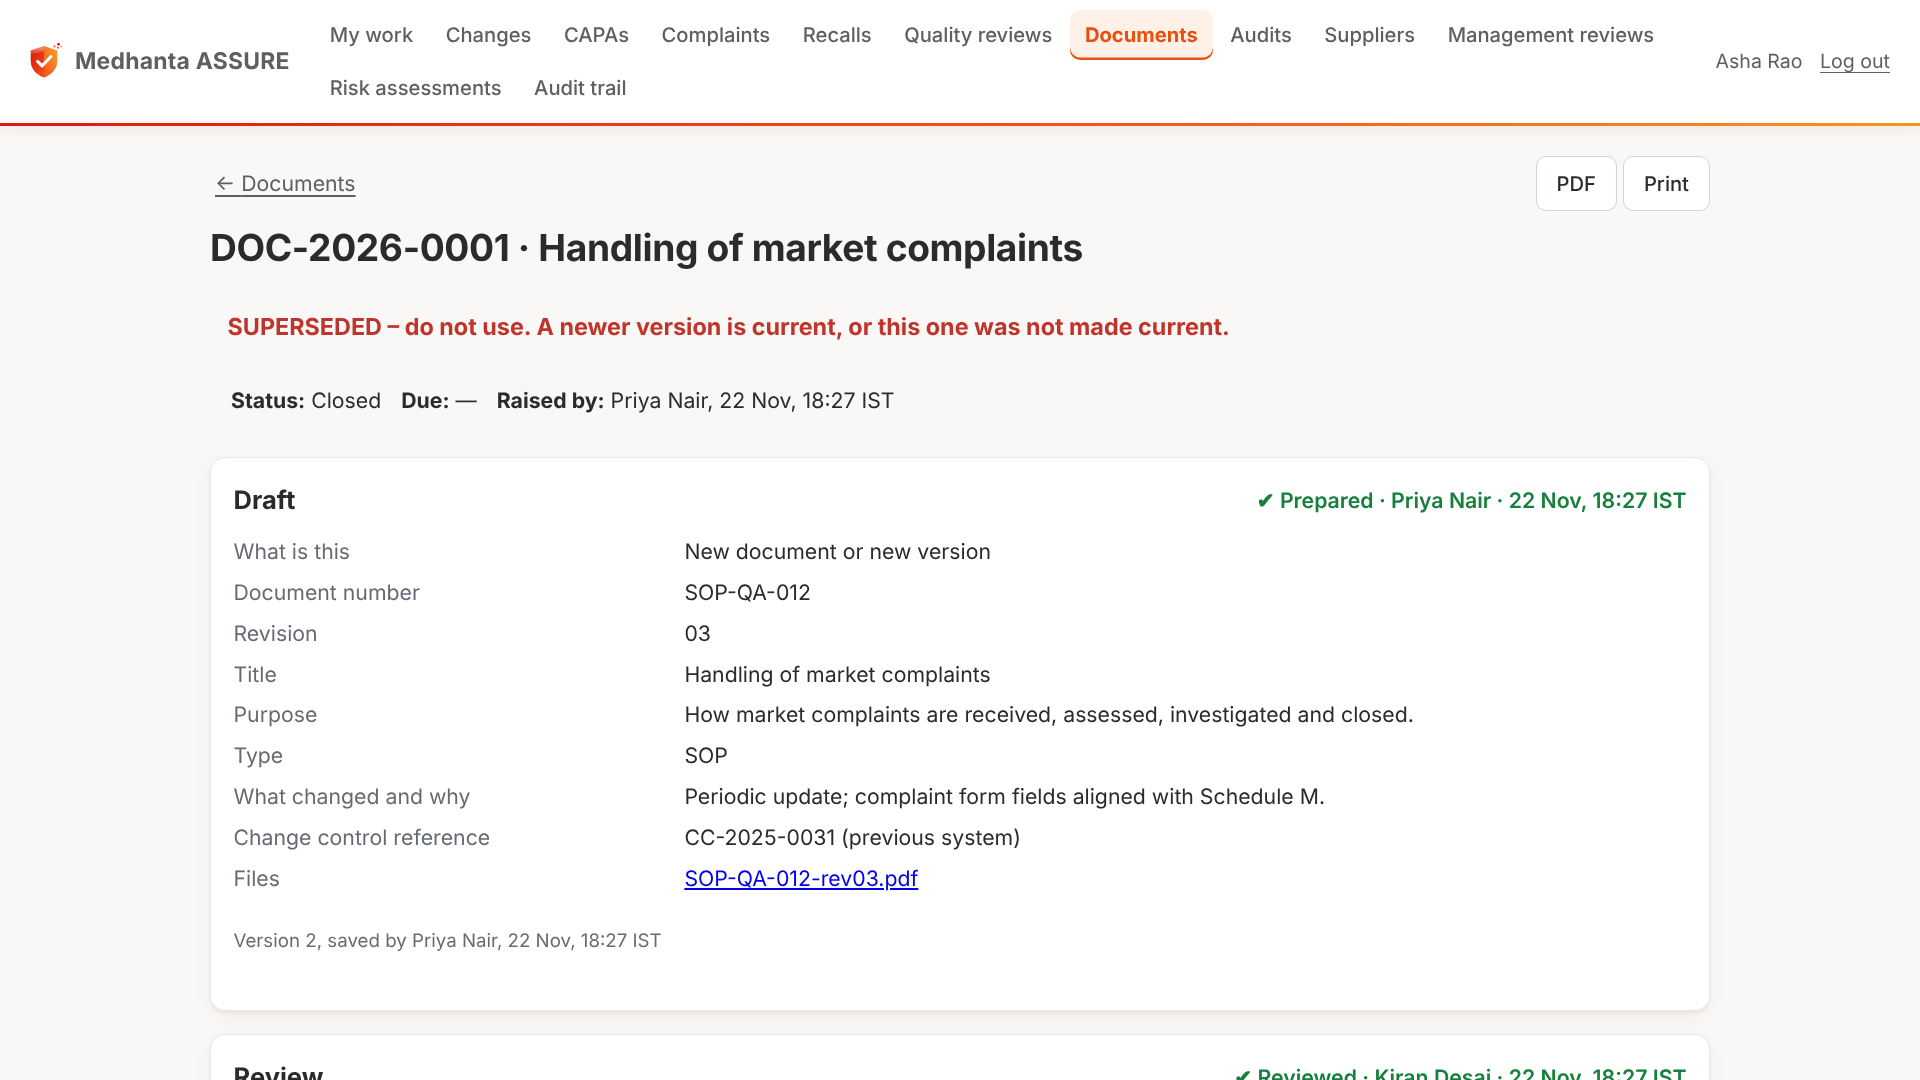 Medhanta ASSURE
My work Changes CAPAs Complaints Recalls Quality reviews Documents Audits Suppliers Management reviews
Risk assessments Audit trail
Asha Rao Log out
← Documents
PDF Print
DOC-2026-0001 · Handling of market complaints
SUPERSEDED – do not use. A newer version is current, or this one was not made current.
Status: Closed Due: — Raised by: Priya Nair, 22 Nov, 18:27 IST
Draft ✔ Prepared · Priya Nair · 22 Nov, 18:27 IST
What is this New document or new version
Document number SOP-QA-012
Revision 03
Title Handling of market complaints
Purpose How market complaints are received, assessed, investigated and closed.
Type SOP
What changed and why Periodic update; complaint form fields aligned with Schedule M.
Change control reference CC-2025-0031 (previous system)
Files SOP-QA-012-rev03.pdf
Version 2, saved by Priya Nair, 22 Nov, 18:27 IST
Review ✔ Reviewed · Kiran Desai · 22 Nov, 18:27 IST